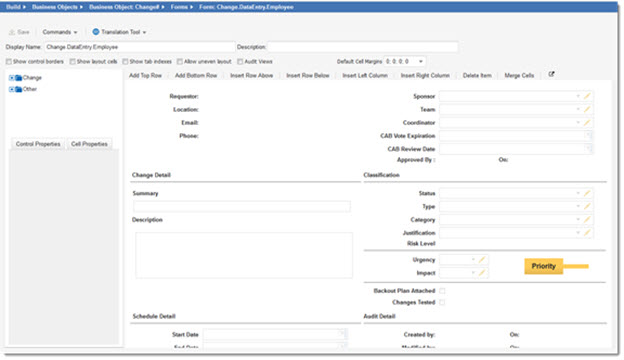 Build ▸ Business Objects ▸ Business Object: Change# ▸ Forms ▸ Form: Change.DataEntry.Employee
Save Commands Translation Tool
Display Name: Change.DataEntry.Employee Description:
Show control borders Show layout cells Show tab indexes Allow uneven layout Audit Views Default Cell Margins 0; 0; 0; 0
Change
Other
Control Properties Cell Properties
Add Top Row Add Bottom Row Insert Row Above Insert Row Below Insert Left Column Insert Right Column Delete Item Merge Cells
Requestor: Sponsor
Location: Team
Email: Coordinator
Phone: CAB Vote Expiration
CAB Review Date
Approved By : On:
Change Detail Classification
Summary Status
Type
Description Category
Justification
Risk Level
Urgency
Priority
Impact
Backout Plan Attached
Changes Tested
Schedule Detail Audit Detail
Start Date Created by: On:
End Date Modified by: On: